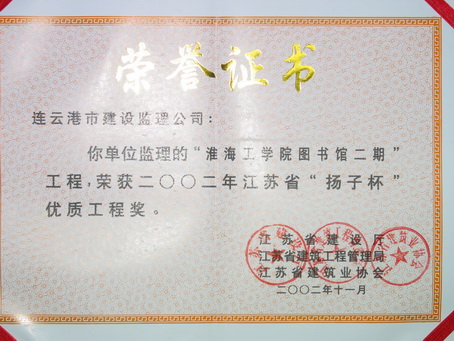 荣誉证书
连云港市建设监理公司：
你单位监理的“淮海工学院图书馆二期”
工程，荣获二〇〇二年江苏省“扬子杯”
优质工程奖。
江苏省建设厅
江苏省建筑工程管理局
江苏省建筑业协会
二〇〇二年十一月